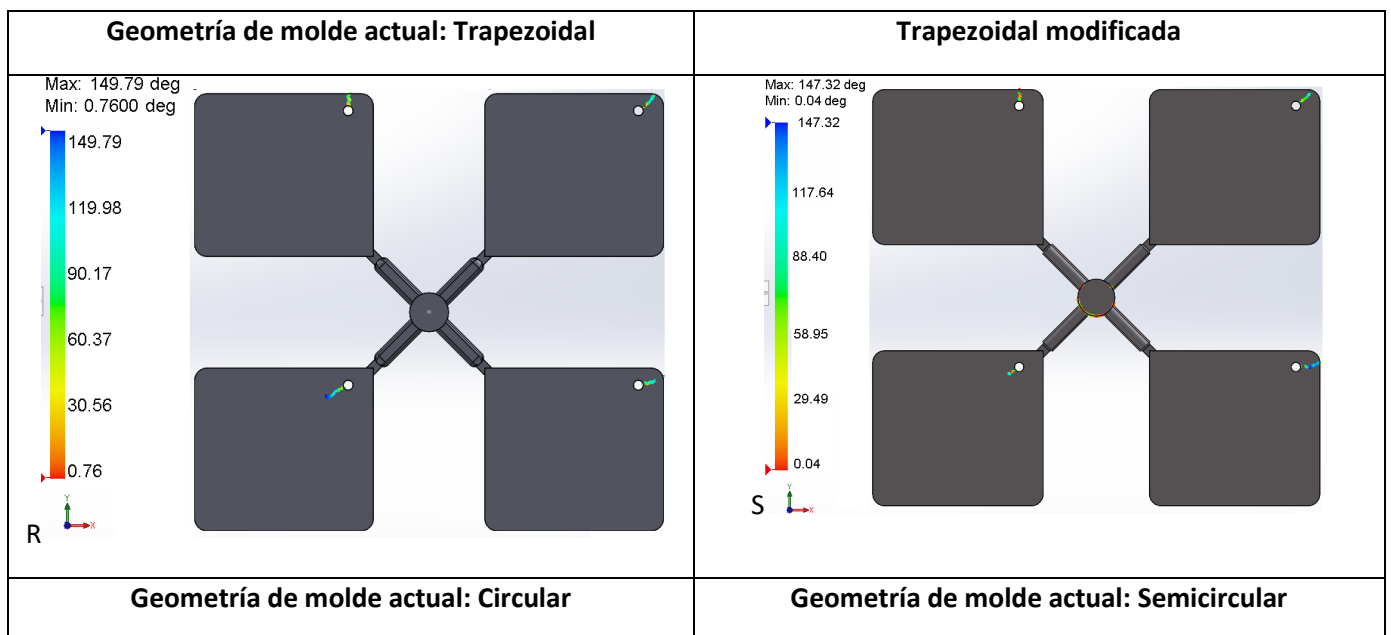 Geometría de molde actual: Trapezoidal
Trapezoidal modificada
Max: 149.79 deg
Min: 0.7600 deg
149.79
119.98
90.17
60.37
30.56
0.76
Y
X
R
Max: 147.32 deg
Min: 0.04 deg
147.32
117.64
88.40
58.95
29.49
0.04
Y
X
S
Geometría de molde actual: Circular
Geometría de molde actual: Semicircular